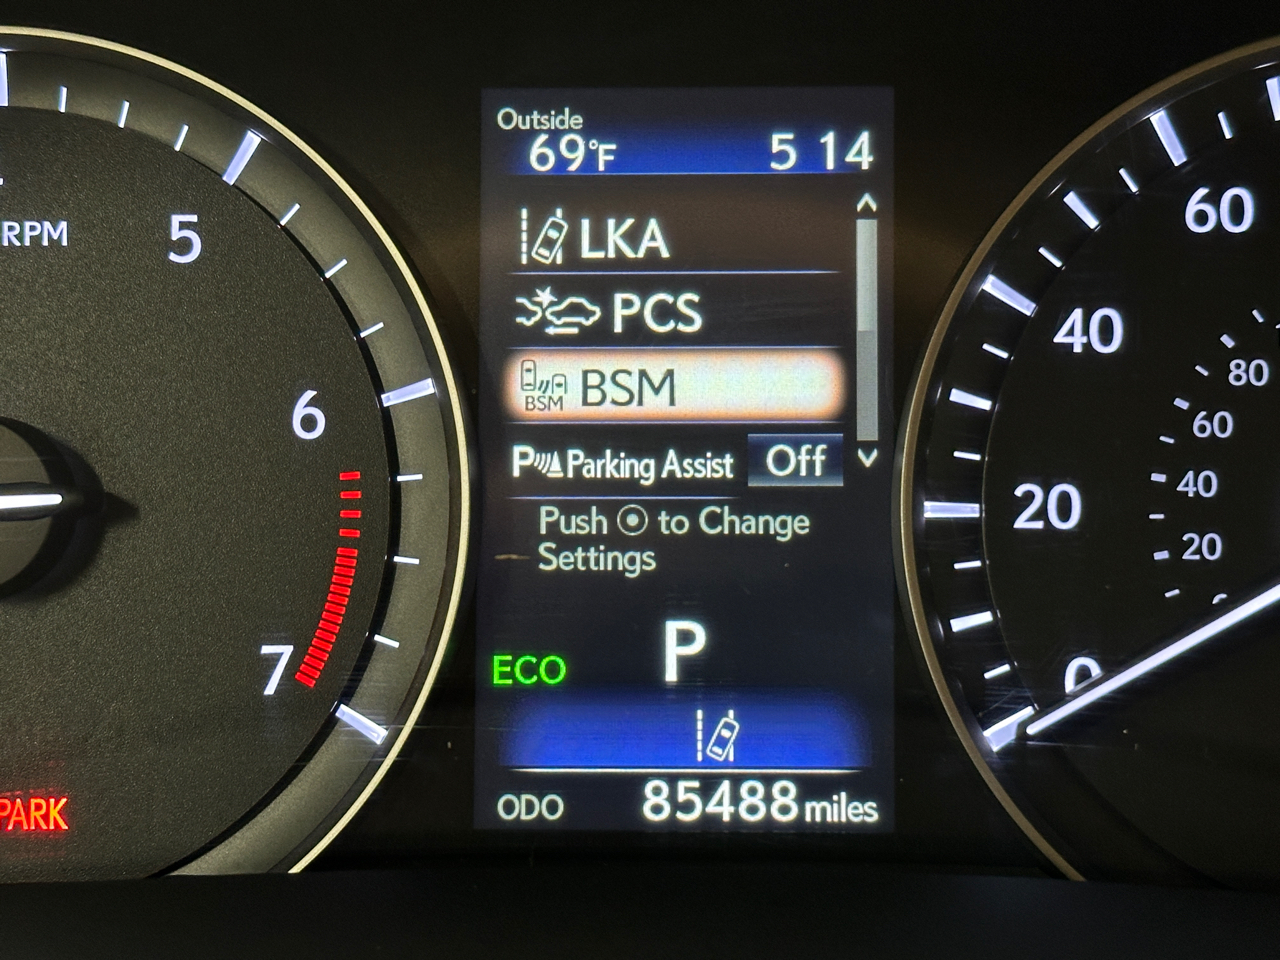 Outside
69°F 5 14
LKA
PCS
BSM BSM
P Parking Assist Off
Push to Change
Settings
P
ECO
ODO 85488 miles
RPM
5
6
7
PARK
60
40
20
0
80
60
40
20